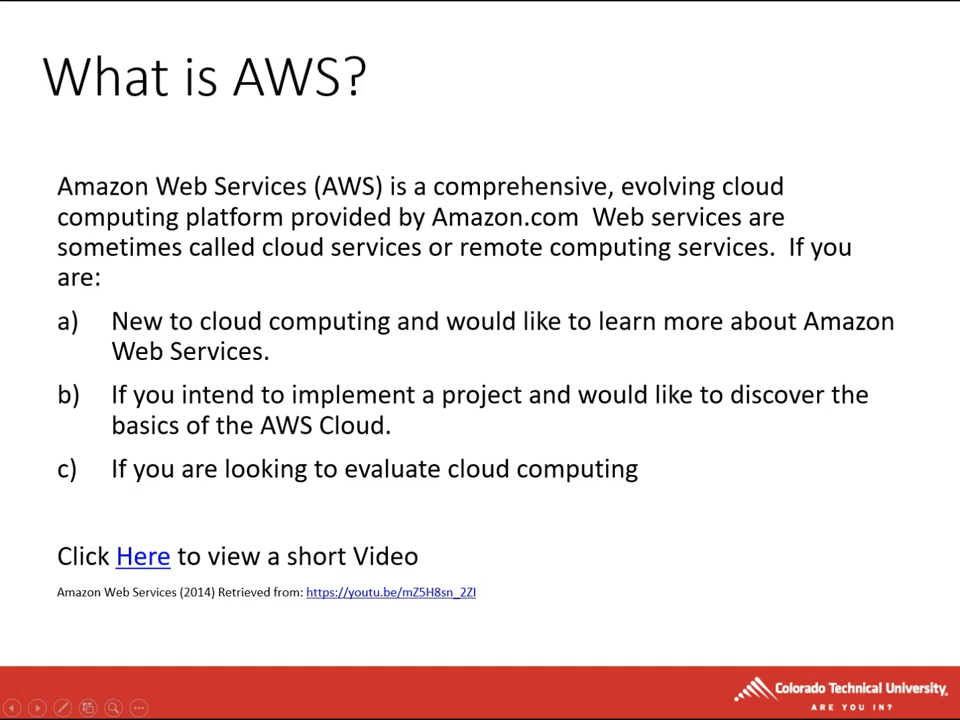 What is AWS?
Amazon Web Services (AWS) is a comprehensive, evolving cloud
computing platform provided by Amazon.com  Web services are
sometimes called cloud services or remote computing services.  If you
are:
a) New to cloud computing and would like to learn more about Amazon
Web Services.
b) If you intend to implement a project and would like to discover the
basics of the AWS Cloud.
c) If you are looking to evaluate cloud computing
Click Here to view a short Video
Amazon Web Services (2014) Retrieved from: https://youtu.be/mZ5H8sn_2ZI
Colorado Technical University.
ARE YOU IN?